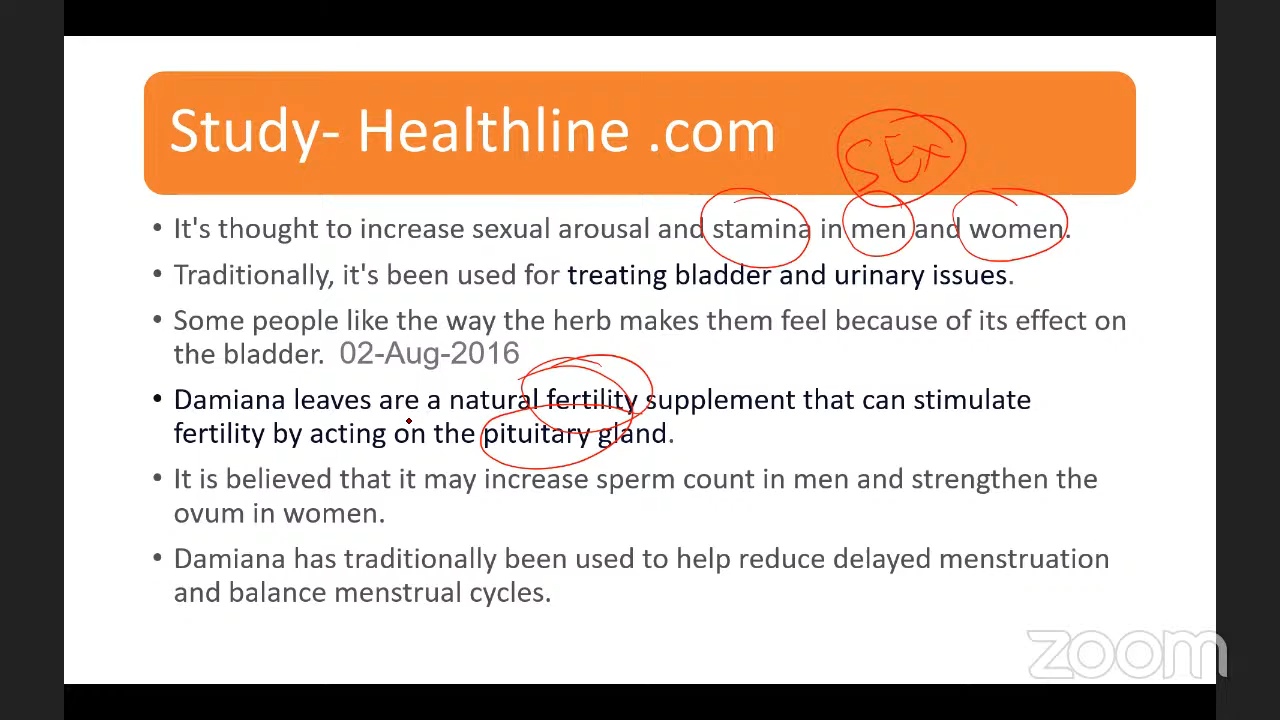 Study- Healthline .com
SEx
• It's thought to increase sexual arousal and stamina in men and women.
• Traditionally, it's been used for treating bladder and urinary issues.
• Some people like the way the herb makes them feel because of its effect on
the bladder. 02-Aug-2016
• Damiana leaves are a natural fertility supplement that can stimulate
fertility by acting on the pituitary gland.
• It is believed that it may increase sperm count in men and strengthen the
ovum in women.
• Damiana has traditionally been used to help reduce delayed menstruation
and balance menstrual cycles.
zoom